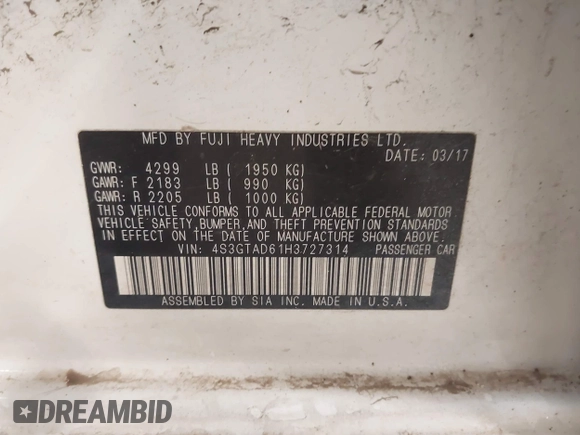 MFD BY FUJI HEAVY INDUSTRIES LTD.
DATE: 03/17
GVWR: 4299 LB ( 1950 KG)
GAWR: F 2183 LB ( 990 KG)
GAWR: R 2205 LB ( 1000 KG)
THIS VEHICLE CONFORMS TO ALL APPLICABLE FEDERAL MOTOR
VEHICLE SAFETY,BUMPER,AND THEFT PREVENTION STANDARDS
IN EFFECT ON THE DATE OF MANUFACTURE SHOWN ABOVE.
VIN: 4S3GTAD61H3727314 PASSENGER CAR
ASSEMBLED BY SIA INC. MADE IN U.S.A.
DREAMBID